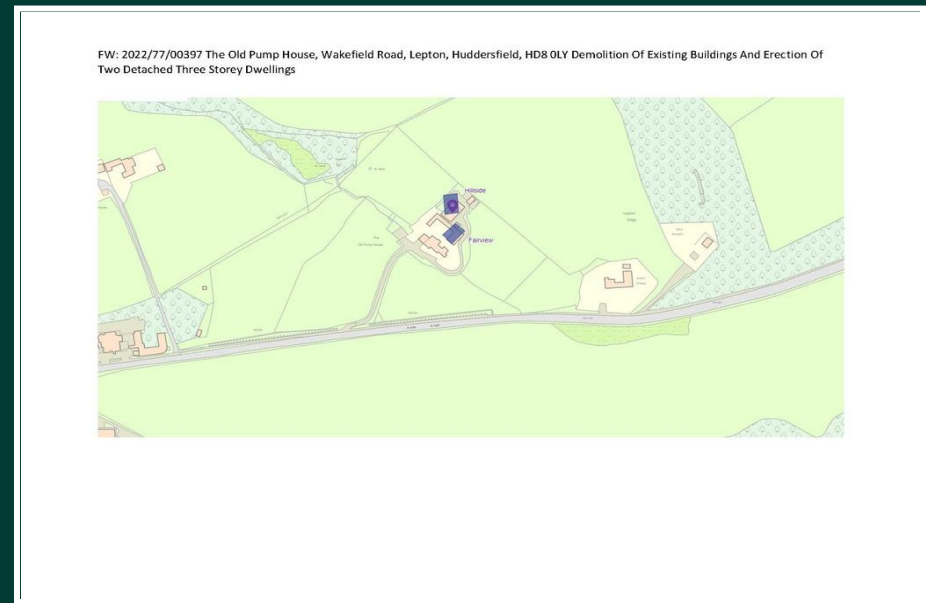 FW: 2022/77/00397 The Old Pump House, Wakefield Road, Lepton, Huddersfield, HD8 0LY Demolition Of Existing Buildings And Erection Of
Two Detached Three Storey Dwellings
Hillside
Fairview